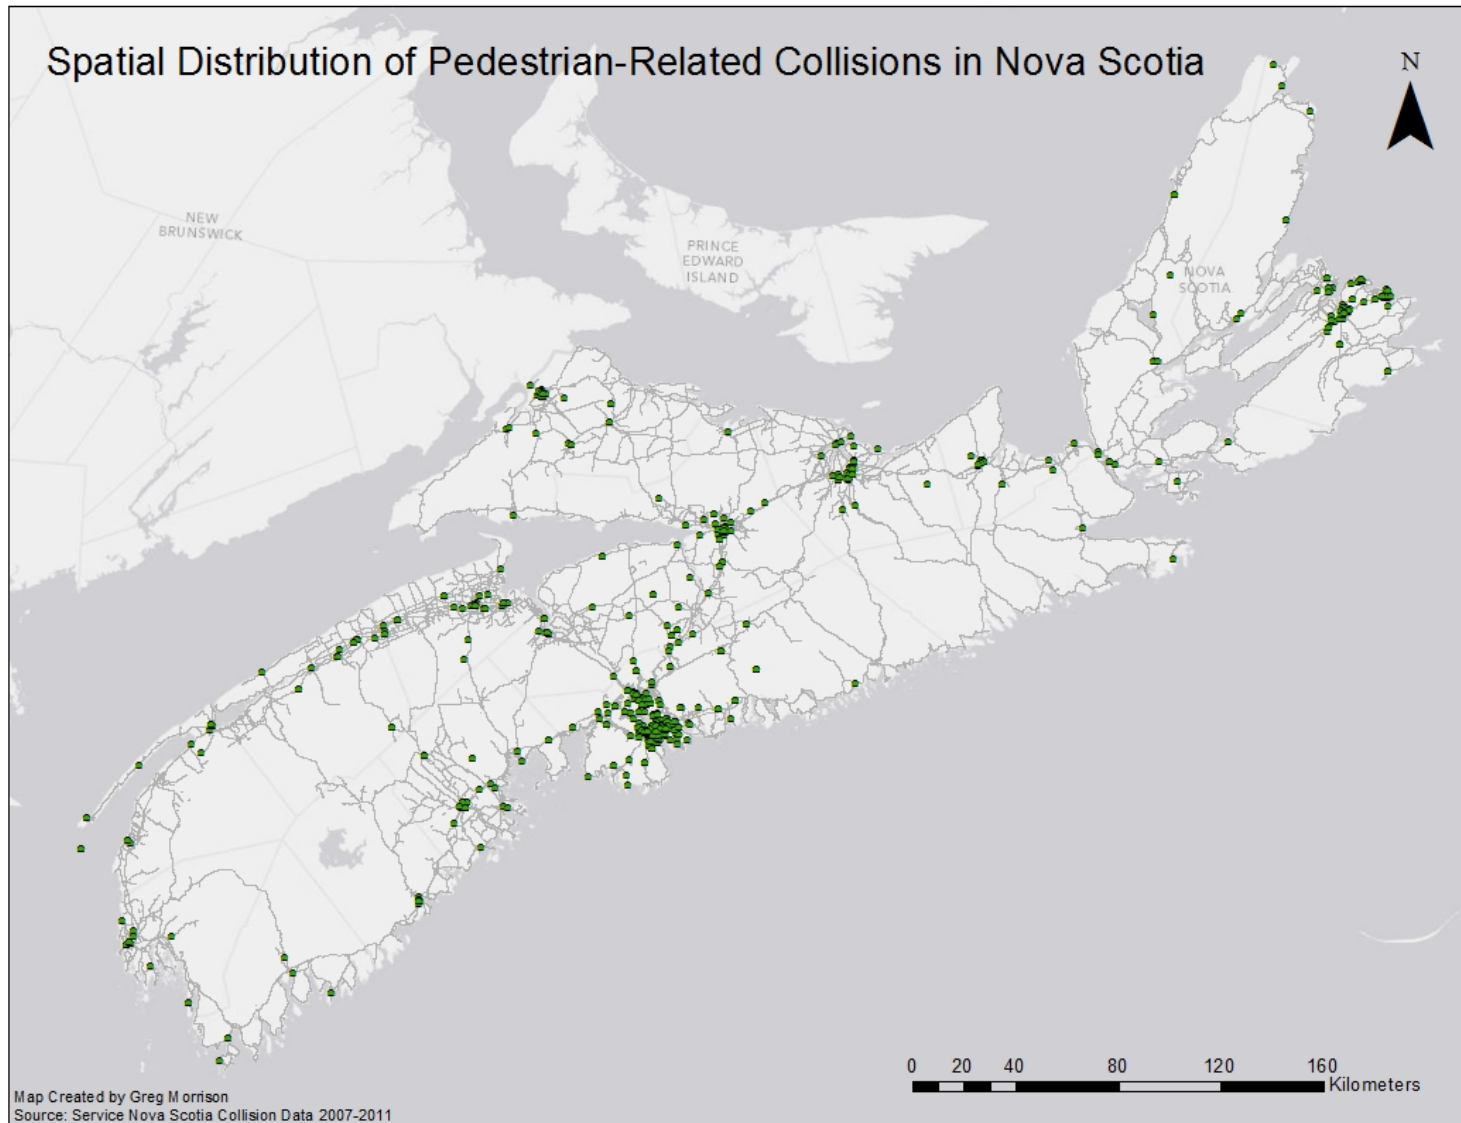 Spatial Distribution of Pedestrian-Related Collisions in Nova Scotia
N
NEW
BRUNSWICK
PRINCE
EDWARD
ISLAND
NOVA
SCOTIA
0 20 40 80 120 160
Kilometers
Map Created by Greg Morrison
Source: Service Nova Scotia Collision Data 2007-2011